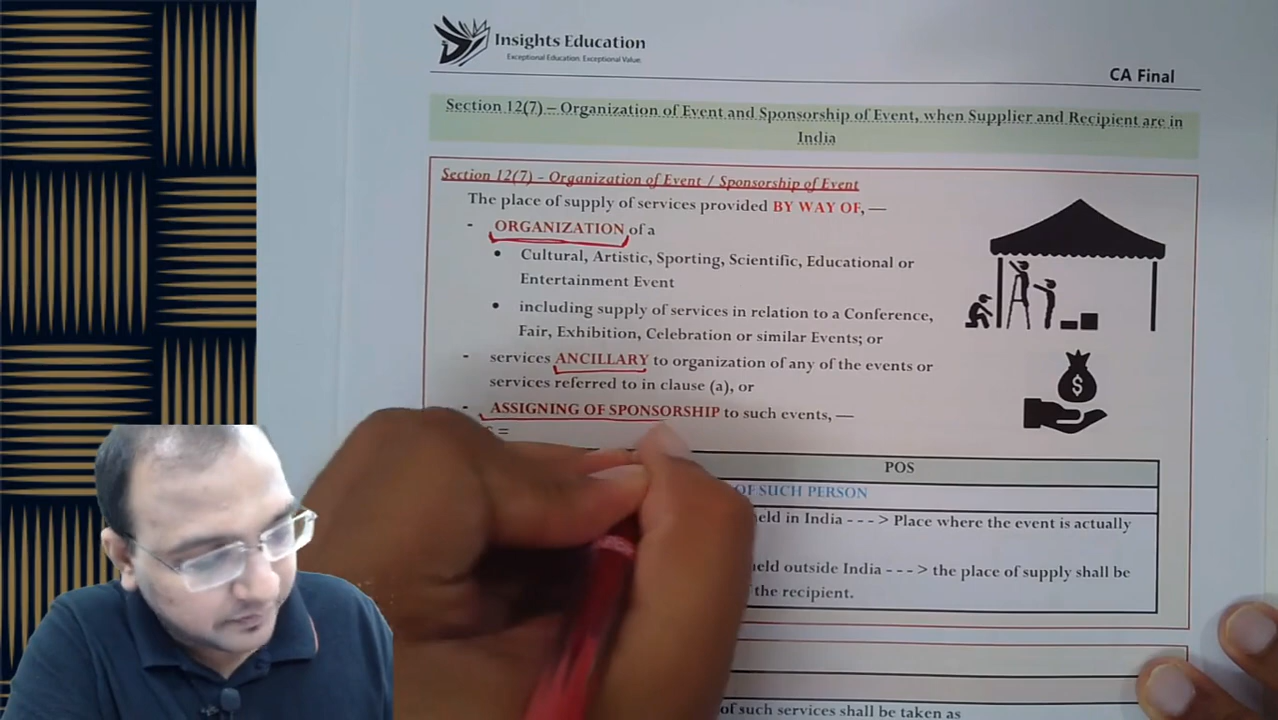 Insights Education
Exceptional Education. Exceptional Value.
CA Final
Section 12(7) – Organization of Event and Sponsorship of Event, when Supplier and Recipient are in
India
Section 12(7) - Organization of Event / Sponsorship of Event
The place of supply of services provided BY WAY OF, —
- ORGANIZATION of a
• Cultural, Artistic, Sporting, Scientific, Educational or
Entertainment Event
• including supply of services in relation to a Conference,
Fair, Exhibition, Celebration or similar Events; or
- services ANCILLARY to organization of any of the events or
services referred to in clause (a), or
- ASSIGNING OF SPONSORSHIP to such events, —
=
POS
OF SUCH PERSON
held in India - - - > Place where the event is actually
held outside India - - - > the place of supply shall be
the recipient.
of such services shall be taken as